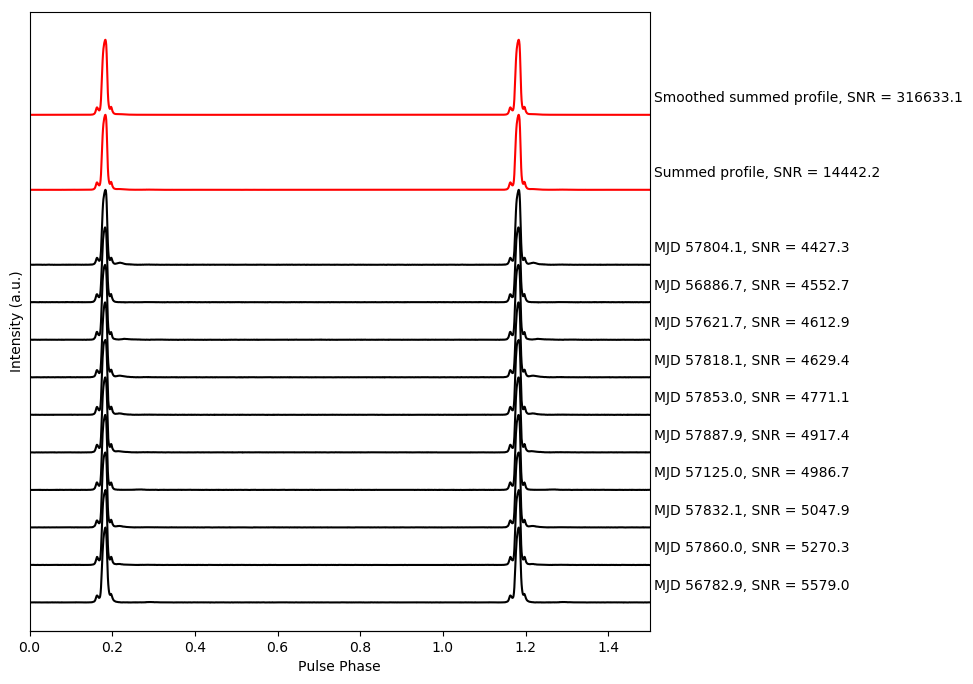 Smoothed summed profile, SNR = 316633.1
Summed profile, SNR = 14442.2
MJD 57804.1, SNR = 4427.3
MJD 56886.7, SNR = 4552.7
MJD 57621.7, SNR = 4612.9
MJD 57818.1, SNR = 4629.4
MJD 57853.0, SNR = 4771.1
MJD 57887.9, SNR = 4917.4
MJD 57125.0, SNR = 4986.7
MJD 57832.1, SNR = 5047.9
MJD 57860.0, SNR = 5270.3
MJD 56782.9, SNR = 5579.0
Intensity (a.u.)
0.0 0.2 0.4 0.6 0.8 1.0 1.2 1.4
Pulse Phase